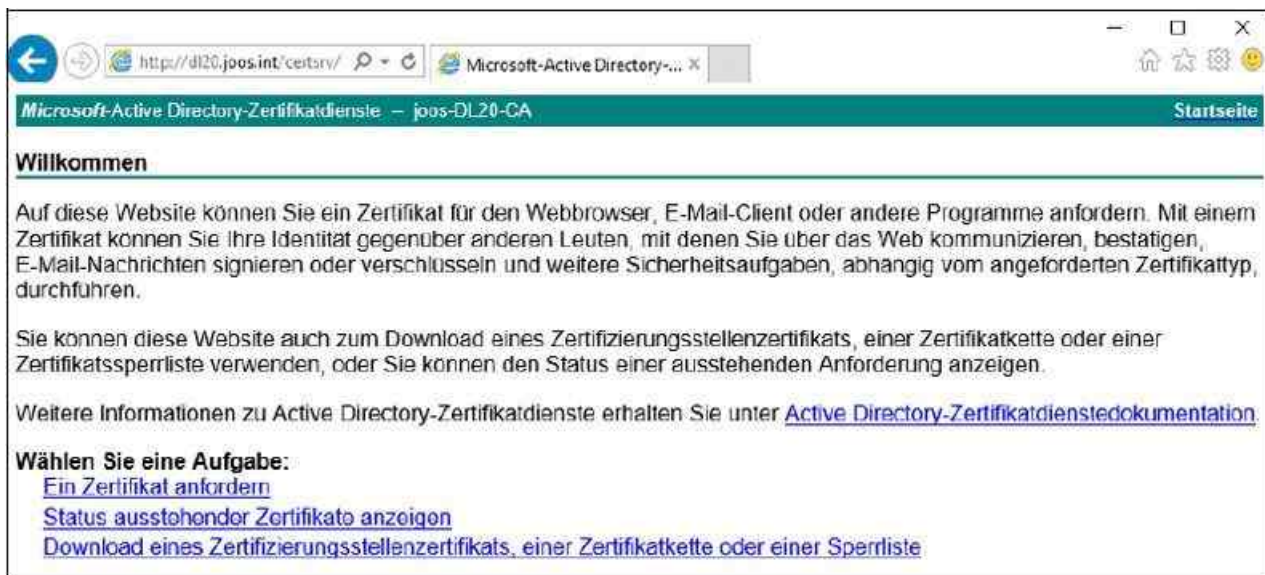 http://dl20.joos.int/certsrv/
Microsoft-Active Directory-... ×
Microsoft-Active Directory-Zertifikatdienste – joos-DL20-CA
Startseite
Willkommen
Auf diese Website können Sie ein Zertifikat für den Webbrowser, E-Mail-Client oder andere Programme anfordern. Mit einem
Zertifikat können Sie Ihre Identität gegenüber anderen Leuten, mit denen Sie über das Web kommunizieren, bestätigen,
E-Mail-Nachrichten signieren oder verschlüsseln und weitere Sicherheitsaufgaben, abhängig vom angeforderten Zertifikattyp,
durchführen.
Sie können diese Website auch zum Download eines Zertifizierungsstellenzertifikats, einer Zertifikatkette oder einer
Zertifikatssperrliste verwenden, oder Sie können den Status einer ausstehenden Anforderung anzeigen.
Weitere Informationen zu Active Directory-Zertifikatdienste erhalten Sie unter Active Directory-Zertifikatdienstedokumentation.
Wählen Sie eine Aufgabe:
Ein Zertifikat anfordern
Status ausstehender Zertifikate anzeigen
Download eines Zertifizierungsstellenzertifikats, einer Zertifikatkette oder einer Sperrliste